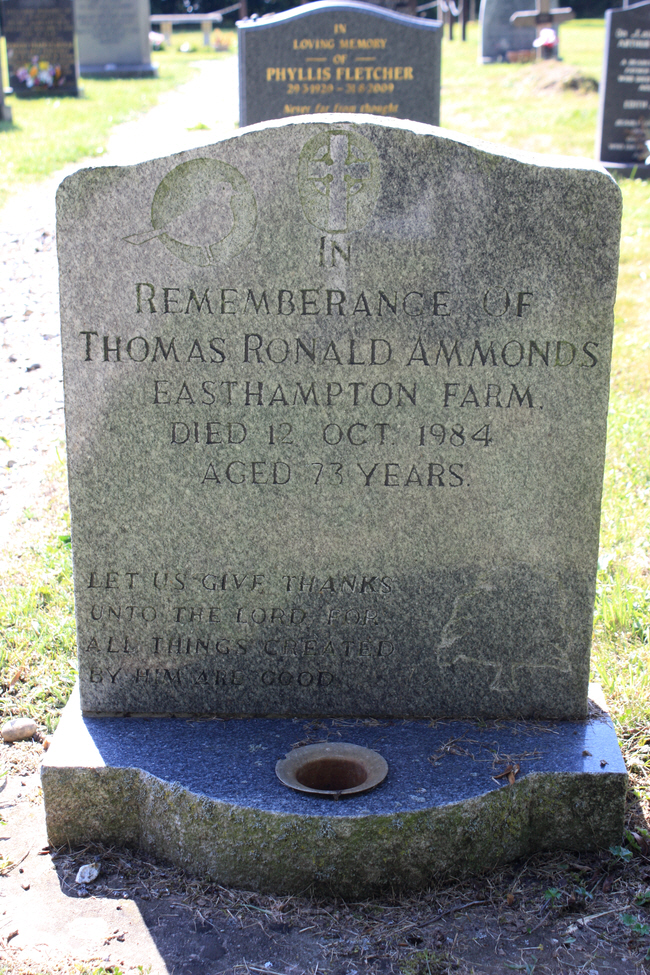 IN
LOVING MEMORY
OF
PHYLLIS FLETCHER
Never far from thought
IN
REMEMBERANCE OF
THOMAS RONALD AMMONDS
EASTHAMPTON FARM.
DIED 12 OCT. 1984
AGED 73 YEARS.
LET US GIVE THANKS
UNTO THE LORD FOR
ALL THINGS CREATED
BY HIM ARE GOOD